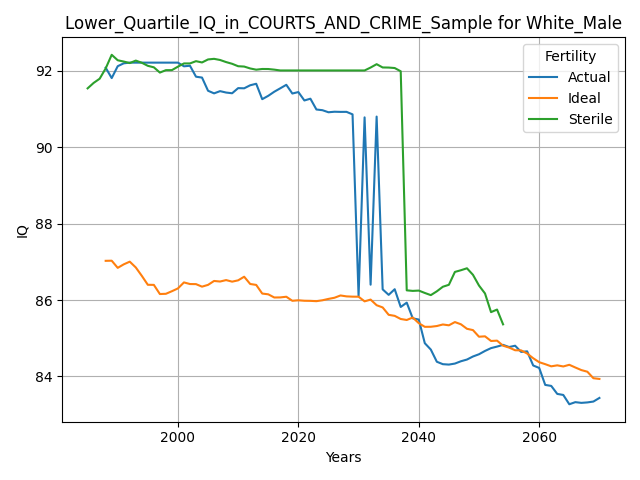 Lower_Quartile_IQ_in_COURTS_AND_CRIME_Sample for White_Male
Fertility
Actual
Ideal
Sterile
IQ
92
90
88
86
84
2000
2020
2040
2060
Years